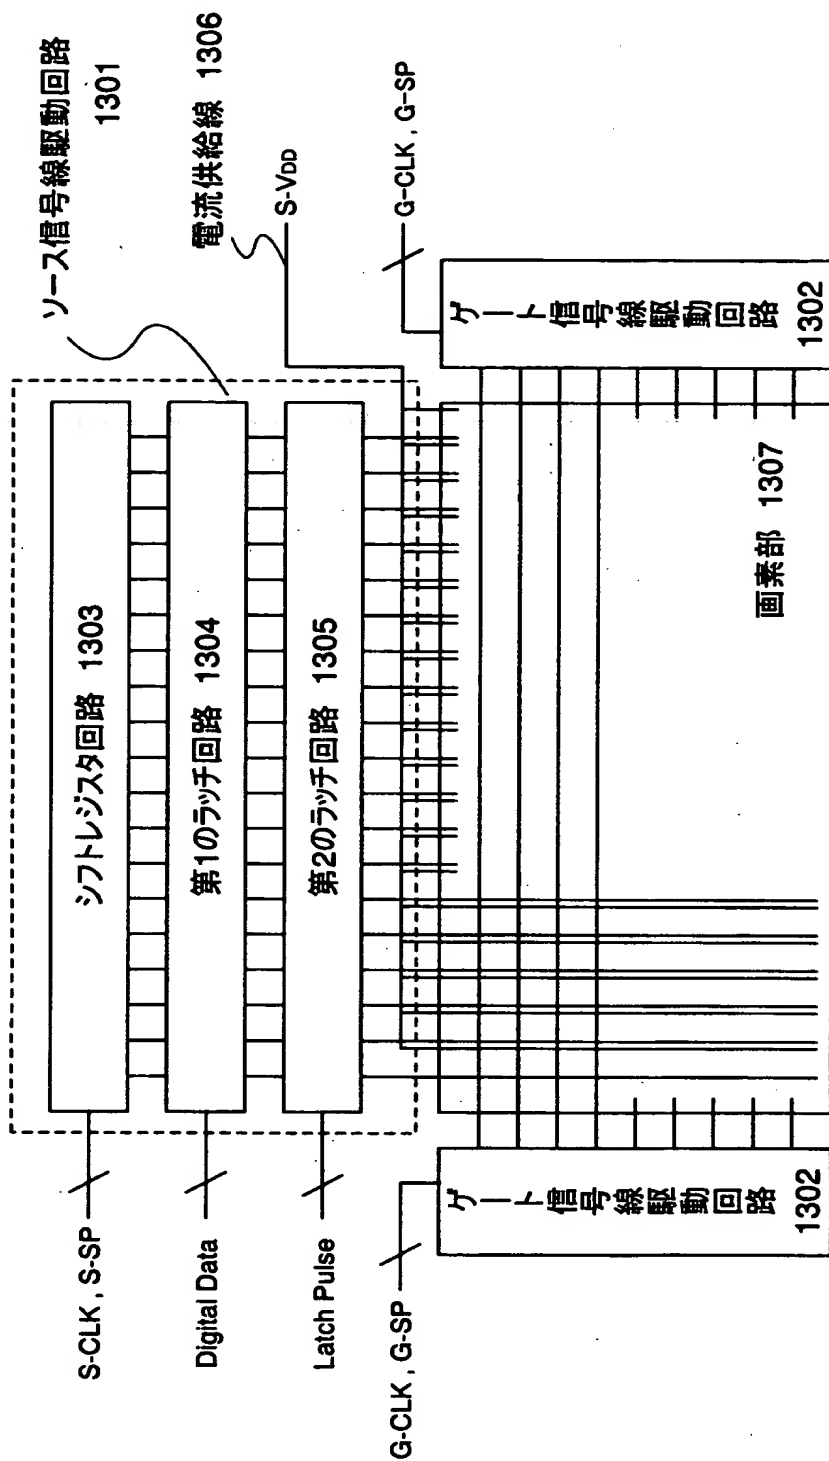 ソース信号線駆動回路
1301
電流供給線 1306
S-VDD
G-CLK , G-SP
S-CLK , S-SP
シフトレジスタ回路 1303
Digital Data
第1のラッチ回路 1304
Latch Pulse
第2のラッチ回路 1305
G-CLK , G-SP
ゲート信号線駆動回路
1302
画素部 1307
ゲート信号線駆動回路
1302